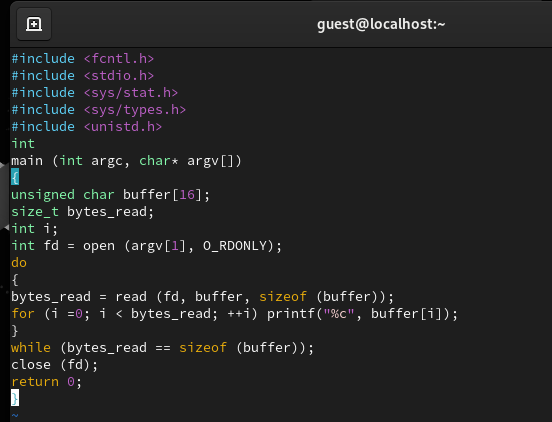 guest@localhost:~
#include <fcntl.h>
#include <stdio.h>
#include <sys/stat.h>
#include <sys/types.h>
#include <unistd.h>
int
main (int argc, char* argv[])
{
unsigned char buffer[16];
size_t bytes_read;
int i;
int fd = open (argv[1], O_RDONLY);
do
{
bytes_read = read (fd, buffer, sizeof (buffer));
for (i =0; i < bytes_read; ++i) printf("%c", buffer[i]);
}
while (bytes_read == sizeof (buffer));
close (fd);
return 0;
}
~